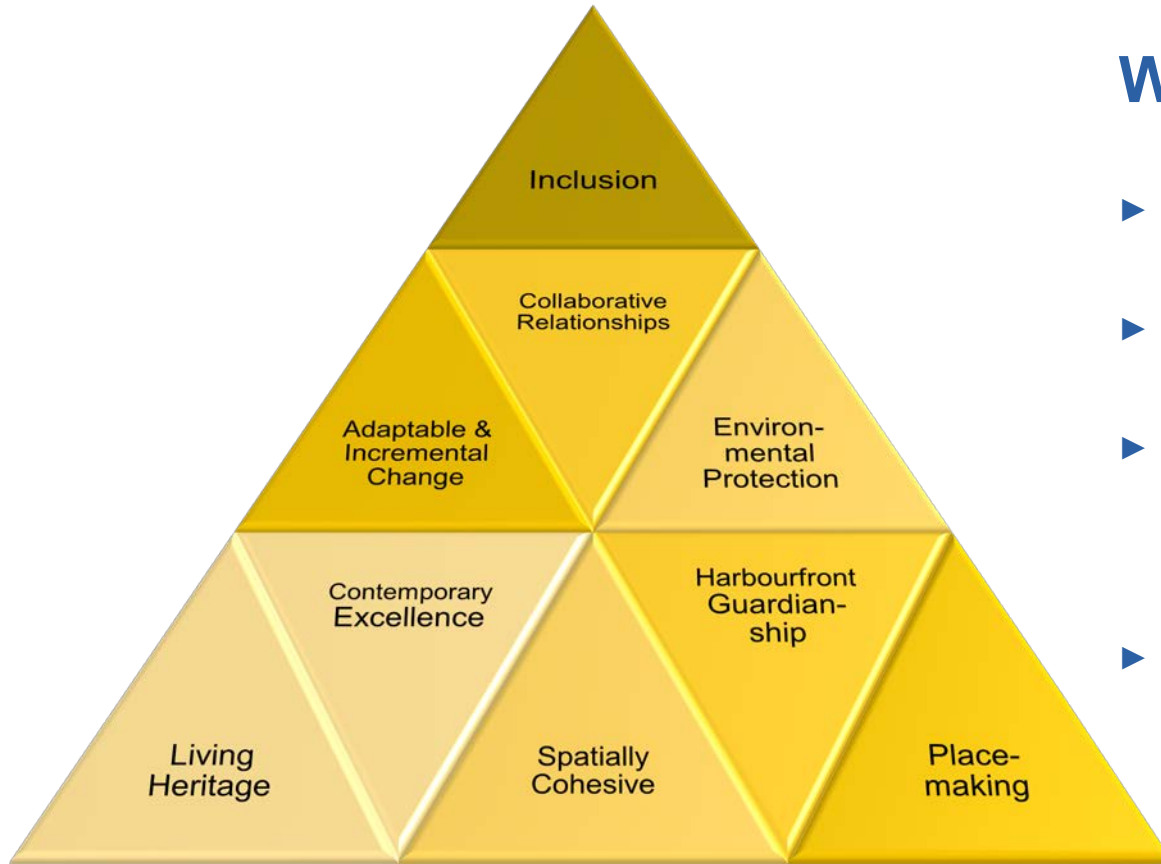 W
►
►
►
►
Inclusion
Collaborative
Relationships
Adaptable &
Incremental
Change
Environ-
mental
Protection
Contemporary
Excellence
Harbourfront
Guardian-
ship
Living
Heritage
Spatially
Cohesive
Place-
making